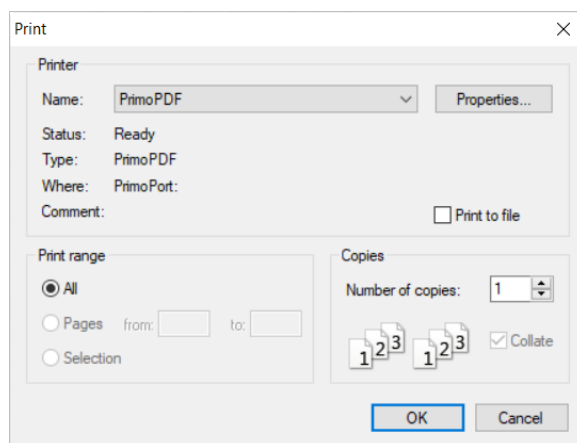 Print
Printer
Name: PrimoPDF Properties...
Status: Ready
Type: PrimoPDF
Where: PrimoPort:
Comment: Print to file
Print range
All
Pages from: to:
Selection
Copies
Number of copies: 1
1 2 3 1 2 3 Collate
OK Cancel